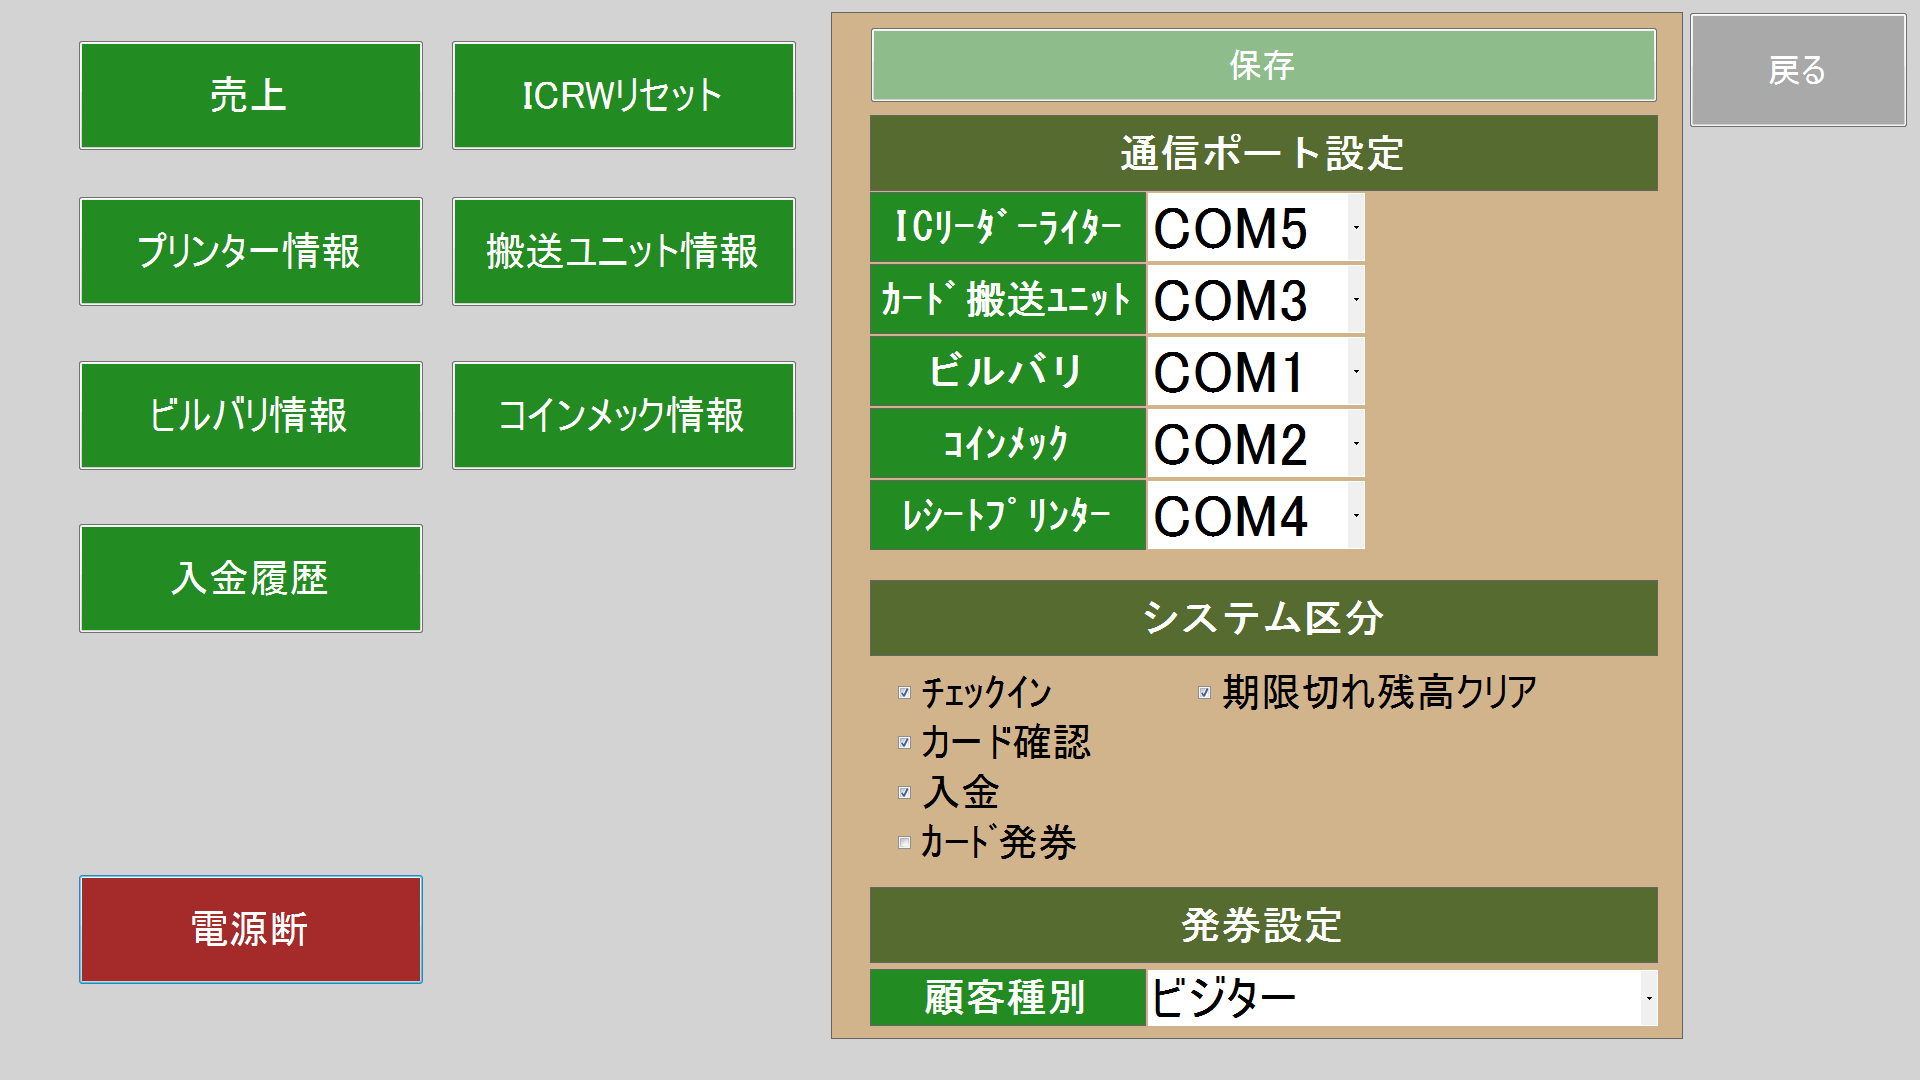 売上
ICRWリセット
プリンター情報
搬送ユニット情報
ビルバリ情報
コインメック情報
入金履歴
電源断
保存
通信ポート設定
ICﾘｰﾀﾞｰﾗｲﾀｰ
COM5
ｶｰﾄﾞ搬送ﾕﾆｯﾄ
COM3
ビルバリ
COM1
ｺｲﾝﾒｯｸ
COM2
ﾚｼｰﾄﾌﾟﾘﾝﾀｰ
COM4
システム区分
チェックイン
期限切れ残高クリア
カード確認
入金
ｶｰﾄﾞ発券
発券設定
顧客種別
ビジター
戻る